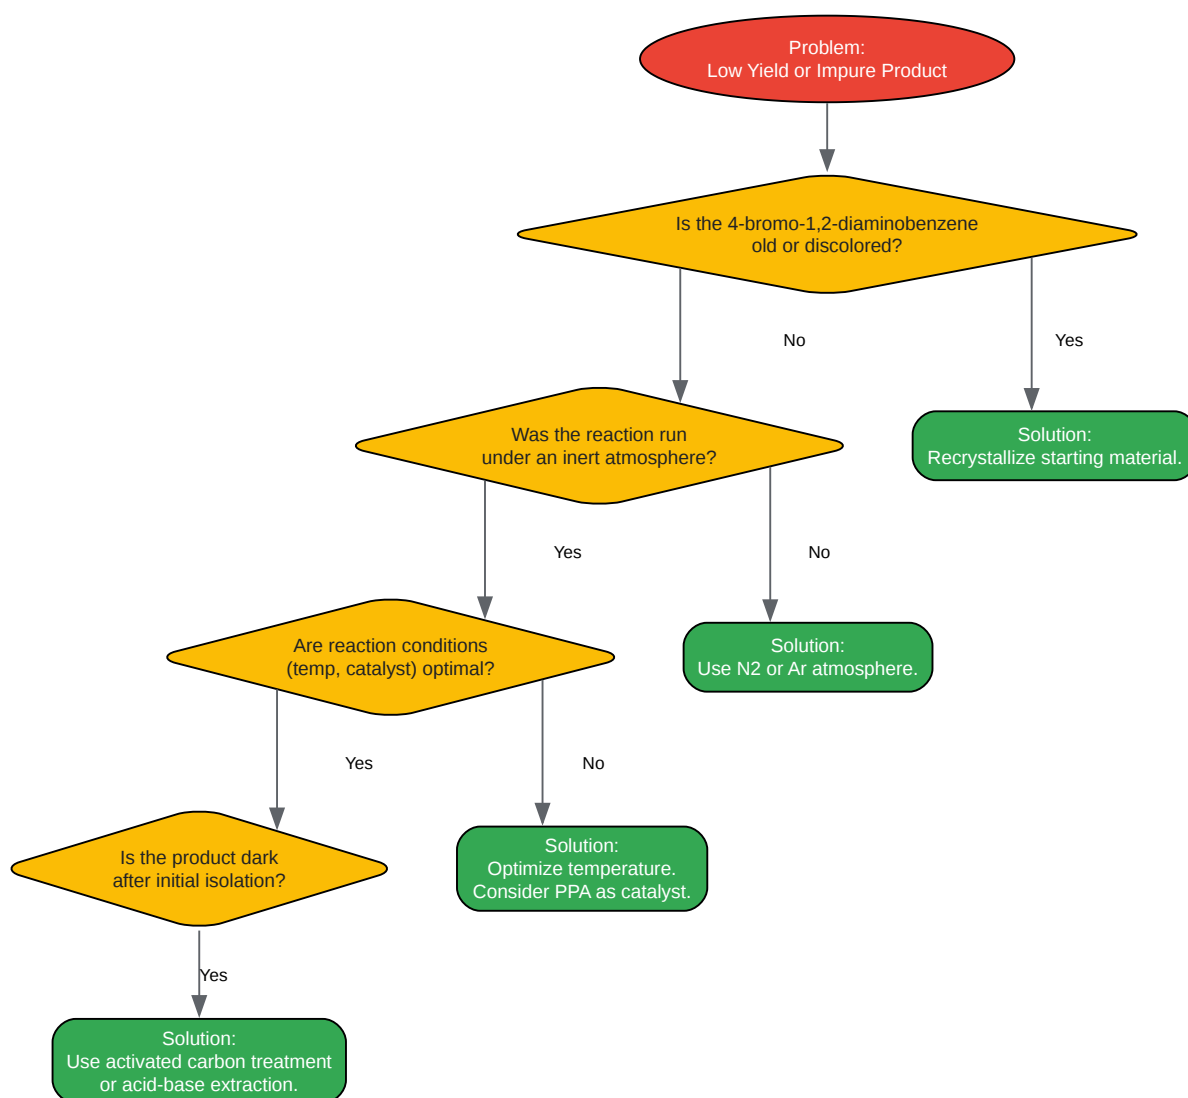 Problem:
Low Yield or Impure Product
Is the 4-bromo-1,2-diaminobenzene
old or discolored?
No
Yes
Was the reaction run
under an inert atmosphere?
Solution:
Recrystallize starting material.
Yes
No
Are reaction conditions
(temp, catalyst) optimal?
Solution:
Use N2 or Ar atmosphere.
Yes
No
Is the product dark
after initial isolation?
Solution:
Optimize temperature.
Consider PPA as catalyst.
Yes
Solution:
Use activated carbon treatment
or acid-base extraction.